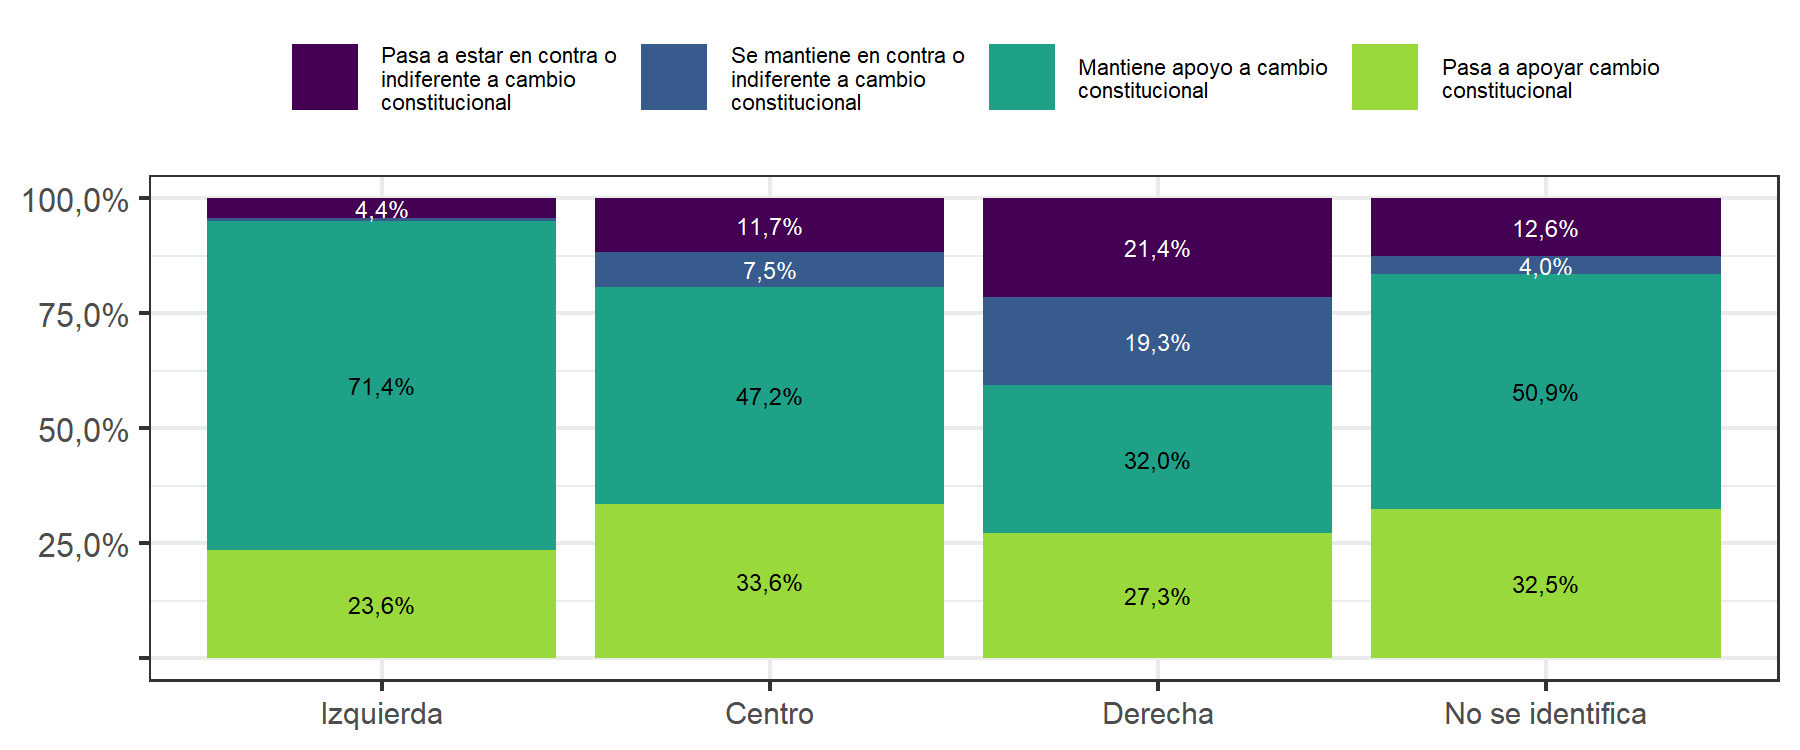 Pasa a estar en contra o
indiferente a cambio
constitucional
Se mantiene en contra o
indiferente a cambio
constitucional
Mantiene apoyo a cambio
constitucional
Pasa a apoyar cambio
constitucional
100,0%
75,0%
50,0%
25,0%
4,4%
71,4%
23,6%
11,7%
7,5%
47,2%
33,6%
21,4%
19,3%
32,0%
27,3%
12,6%
4,0%
50,9%
32,5%
Izquierda
Centro
Derecha
No se identifica